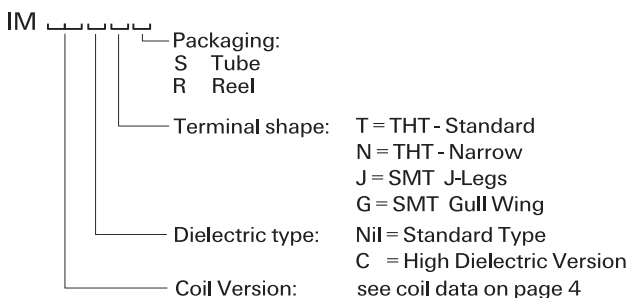 IM
Packaging:
S Tube
R Reel
Terminal shape: T = THT - Standard
N = THT - Narrow
J = SMT J-Legs
G = SMT Gull Wing
Dielectric type: Nil = Standard Type
C = High Dielectric Version
Coil Version: see coil data on page 4